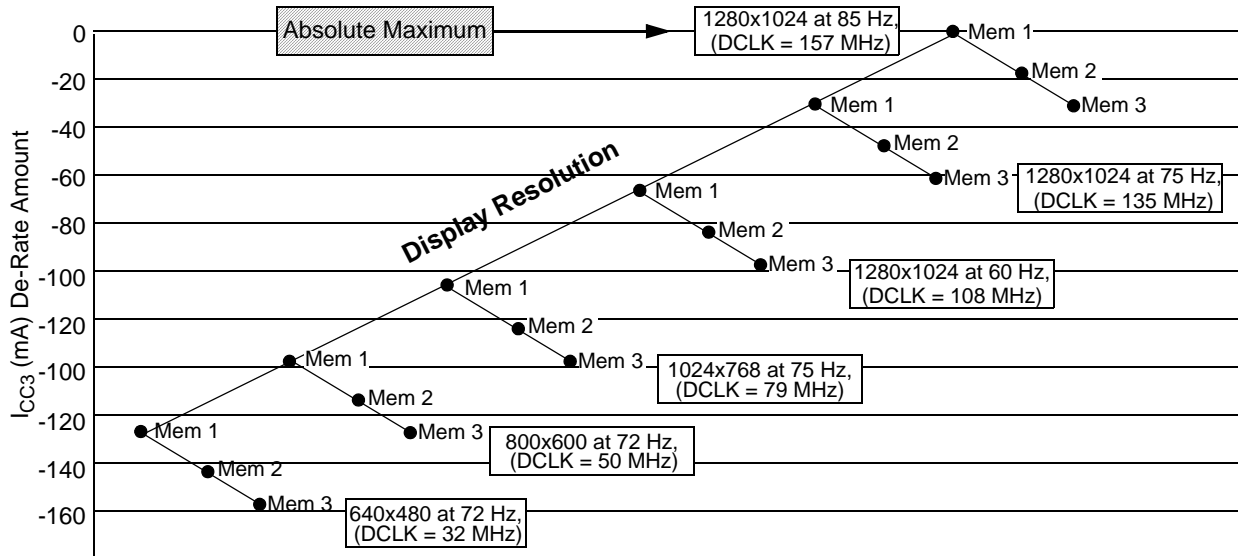 Absolute Maximum
1280x1024 at 85 Hz,
(DCLK = 157 MHz)
0
-20
-40
-60
-80
-100
-120
-100
-120
-140
-160
ICC3 (mA) De-Rate Amount
Display Resolution
Mem 1
Mem 2
Mem 3
Mem 1
Mem 2
Mem 3
1280x1024 at 75 Hz,
(DCLK = 135 MHz)
Mem 1
Mem 2
Mem 3
1280x1024 at 60 Hz,
(DCLK = 108 MHz)
Mem 1
Mem 2
Mem 3
1024x768 at 75 Hz,
(DCLK = 79 MHz)
Mem 1
Mem 2
Mem 3
800x600 at 72 Hz,
(DCLK = 50 MHz)
Mem 1
Mem 2
Mem 3
640x480 at 72 Hz,
(DCLK = 32 MHz)